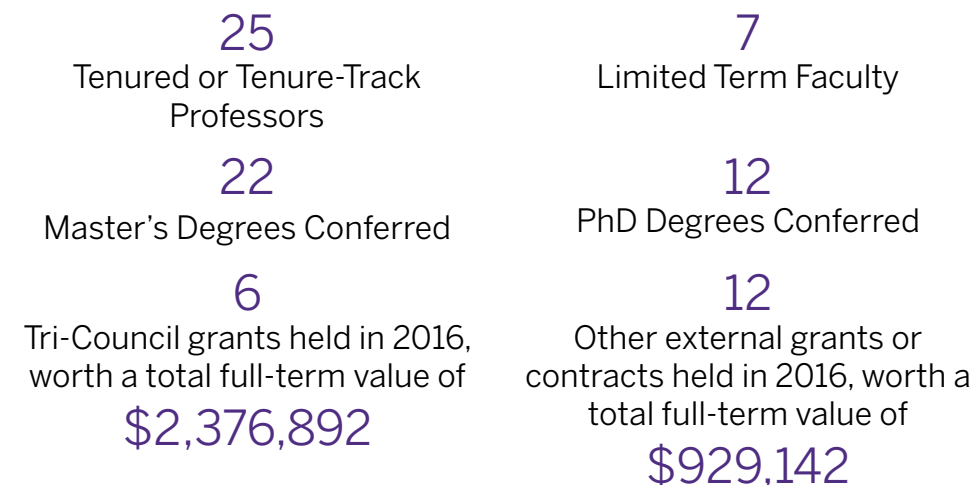 25
Tenured or Tenure-Track
Professors
7
Limited Term Faculty
22
Master’s Degrees Conferred
12
PhD Degrees Conferred
6
Tri-Council grants held in 2016,
worth a total full-term value of
$2,376,892
12
Other external grants or
contracts held in 2016, worth a
total full-term value of
$929,142